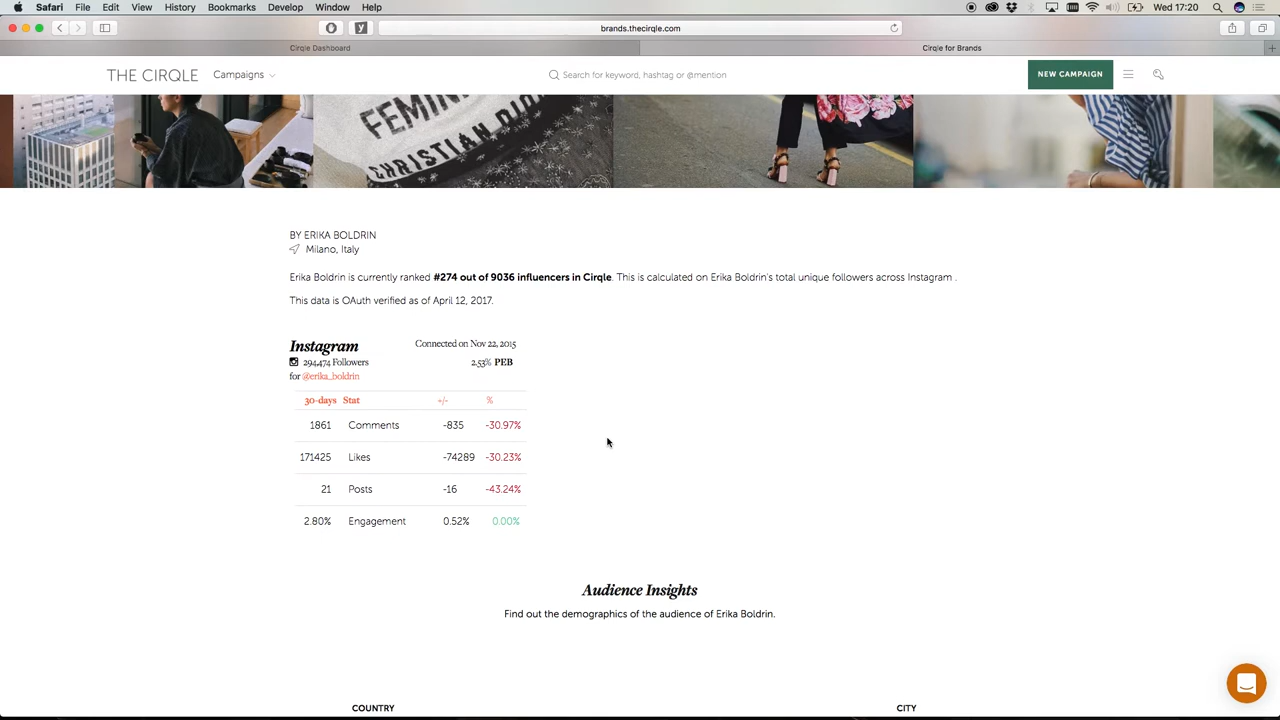 Safari File Edit View History Bookmarks Develop Window Help Wed 17:20
brands.thecirqle.com
Cirqle Dashboard Cirqle for Brands
THE CIRQLE Campaigns Search for keyword, hashtag or @mention NEW CAMPAIGN
FEMIN
CHRISTIAN DIO
BY ERIKA BOLDRIN
Milano, Italy
Erika Boldrin is currently ranked #274 out of 9036 influencers in Cirqle. This is calculated on Erika Boldrin's total unique followers across Instagram .
This data is OAuth verified as of April 12, 2017.
Instagram Connected on Nov 22, 2015
294,474 Followers 2.53% PEB
for @erika_boldrin
30-days Stat +/- %
1861 Comments -835 -30.97%
171425 Likes -74289 -30.23%
21 Posts -16 -43.24%
2.80% Engagement 0.52% 0.00%
Audience Insights
Find out the demographics of the audience of Erika Boldrin.
COUNTRY CITY